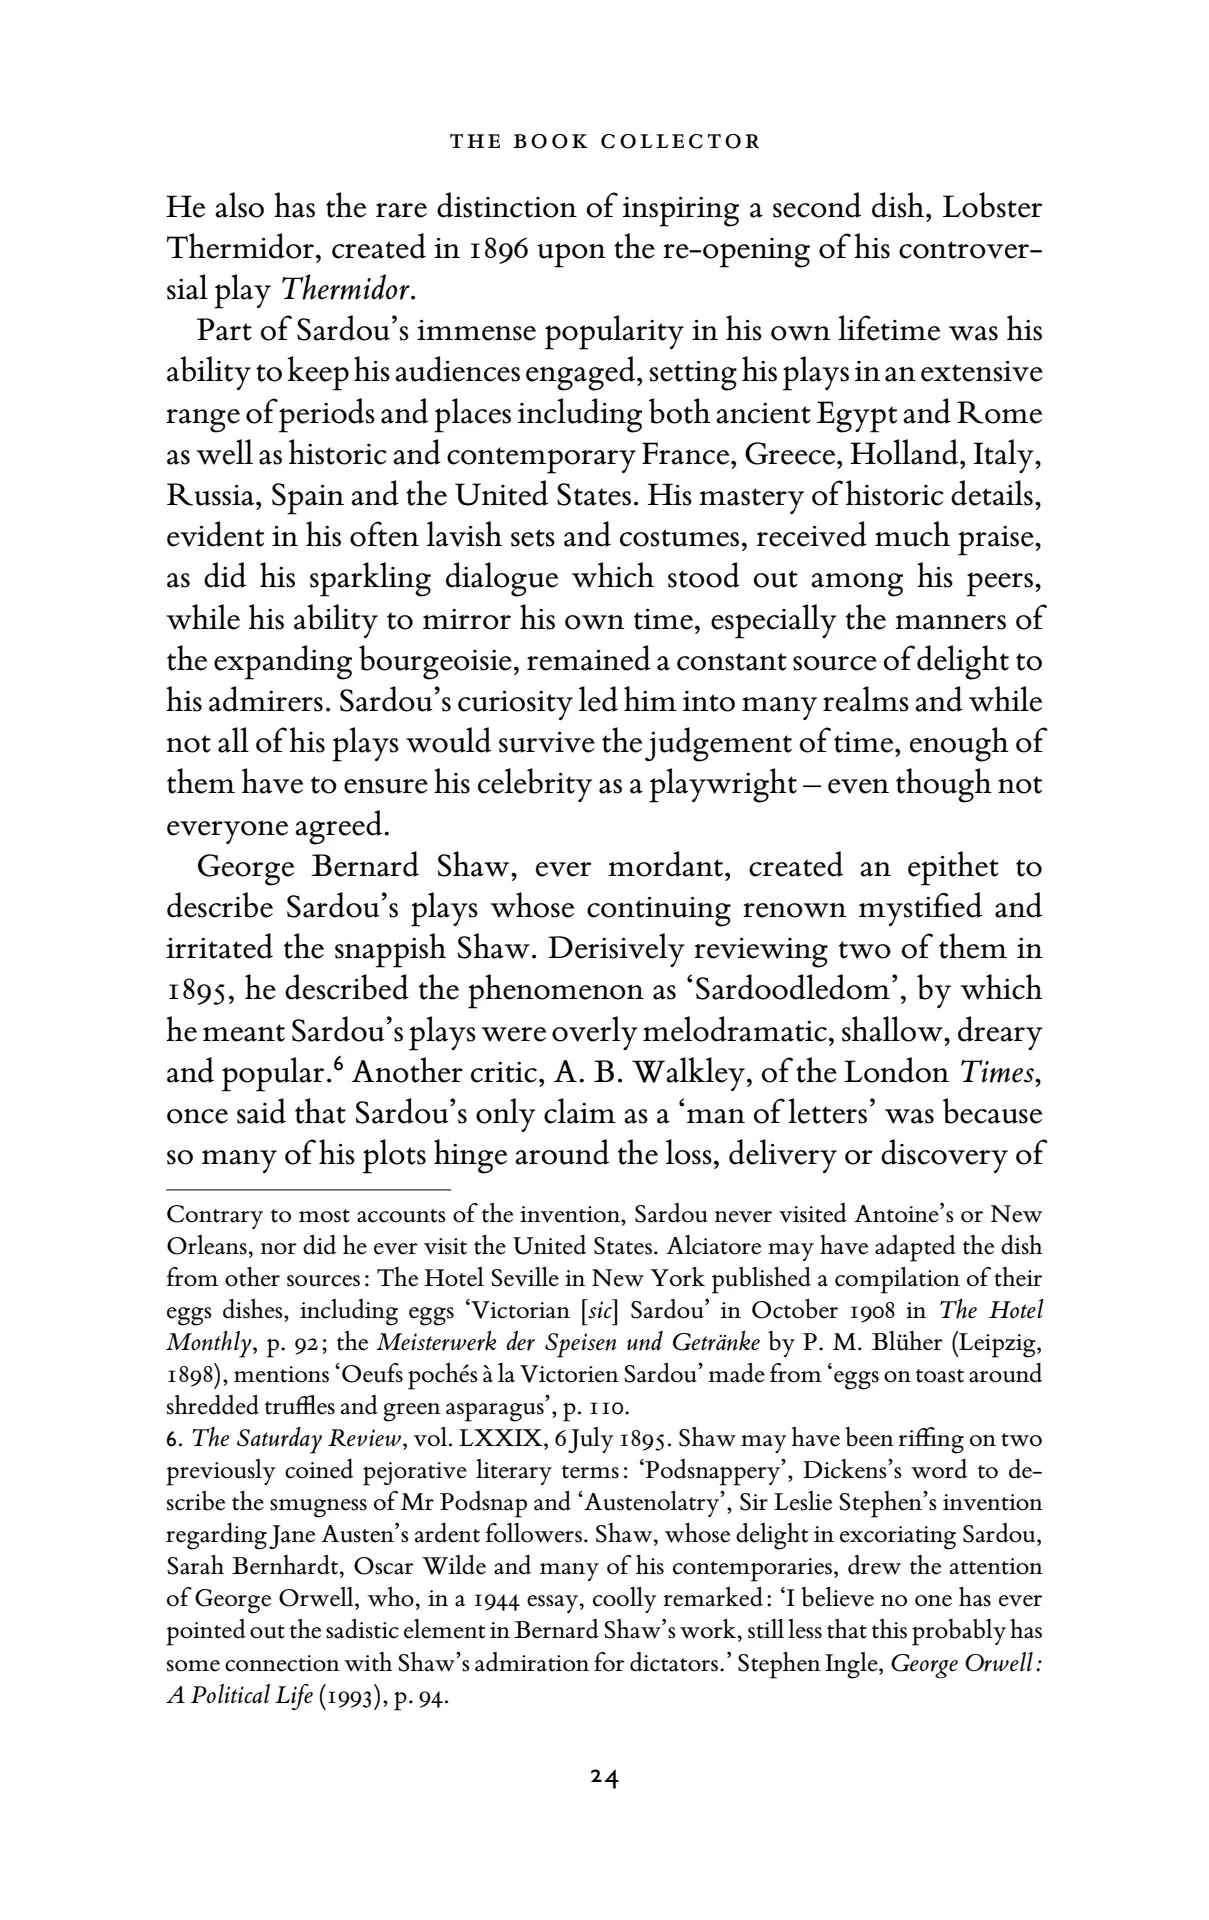 THE BOOK COLLECTOR
He also has the rare distinction of inspiring a second dish, Lobster
Thermidor, created in 1896 upon the re-opening of his controver-
sial play Thermidor.
Part of Sardou’s immense popularity in his own lifetime was his
ability to keep his audiences engaged, setting his plays in an extensive
range of periods and places including both ancient Egypt and Rome
as well as historic and contemporary France, Greece, Holland, Italy,
Russia, Spain and the United States. His mastery of historic details,
evident in his often lavish sets and costumes, received much praise,
as did his sparkling dialogue which stood out among his peers,
while his ability to mirror his own time, especially the manners of
the expanding bourgeoisie, remained a constant source of delight to
his admirers. Sardou’s curiosity led him into many realms and while
not all of his plays would survive the judgement of time, enough of
them have to ensure his celebrity as a playwright – even though not
everyone agreed.
George Bernard Shaw, ever mordant, created an epithet to
describe Sardou’s plays whose continuing renown mystified and
irritated the snappish Shaw. Derisively reviewing two of them in
1895, he described the phenomenon as ‘Sardoodledom’, by which
he meant Sardou’s plays were overly melodramatic, shallow, dreary
and popular.6 Another critic, A. B. Walkley, of the London Times,
once said that Sardou’s only claim as a ‘man of letters’ was because
so many of his plots hinge around the loss, delivery or discovery of
Contrary to most accounts of the invention, Sardou never visited Antoine’s or New
Orleans, nor did he ever visit the United States. Alciatore may have adapted the dish
from other sources: The Hotel Seville in New York published a compilation of their
eggs dishes, including eggs ‘Victorian [sic] Sardou’ in October 1908 in The Hotel
Monthly, p. 92; the Meisterwerk der Speisen und Getränke by P. M. Blüher (Leipzig,
1898), mentions ‘Oeufs pochés à la Victorien Sardou’ made from ‘eggs on toast around
shredded truffles and green asparagus’, p. 110.
6. The Saturday Review, vol. LXXIX, 6 July 1895. Shaw may have been riffing on two
previously coined pejorative literary terms: ‘Podsnappery’, Dickens’s word to de-
scribe the smugness of Mr Podsnap and ‘Austenolatry’, Sir Leslie Stephen’s invention
regarding Jane Austen’s ardent followers. Shaw, whose delight in excoriating Sardou,
Sarah Bernhardt, Oscar Wilde and many of his contemporaries, drew the attention
of George Orwell, who, in a 1944 essay, coolly remarked: ‘I believe no one has ever
pointed out the sadistic element in Bernard Shaw’s work, still less that this probably has
some connection with Shaw’s admiration for dictators.’ Stephen Ingle, George Orwell:
A Political Life (1993), p. 94.
24